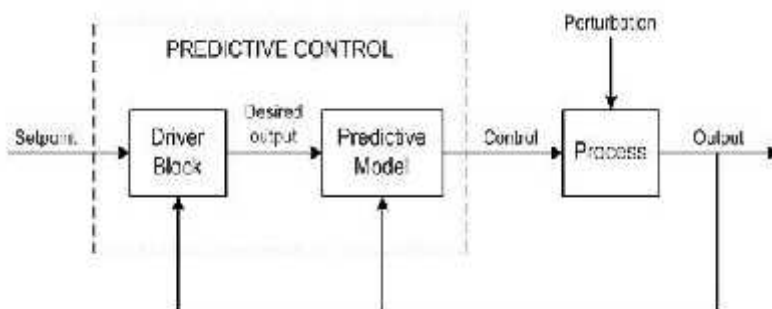 Perturbation
PREDICTIVE CONTROL
Setpoint
Driver
Block
Desired
output
Predictive
Model
Control
Process
Output